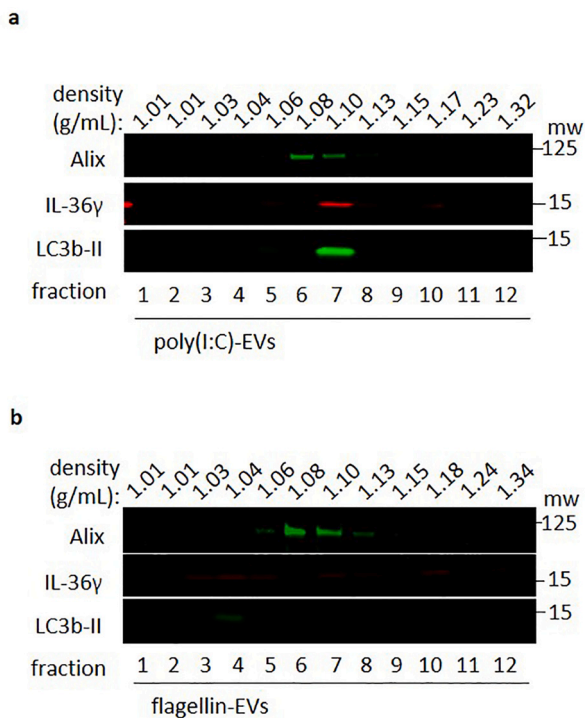 a
density
(g/mL): 1.01 1.01 1.03 1.04 1.06 1.08 1.10 1.13 1.15 1.17 1.23 1.32 mw
Alix 125
IL-36γ 15
LC3b-II 15
fraction 1 2 3 4 5 6 7 8 9 10 11 12
poly(I:C)-EVs
b
density
(g/mL): 1.01 1.01 1.03 1.04 1.06 1.08 1.10 1.13 1.15 1.18 1.24 1.34 mw
Alix 125
IL-36γ 15
LC3b-II 15
fraction 1 2 3 4 5 6 7 8 9 10 11 12
flagellin-EVs